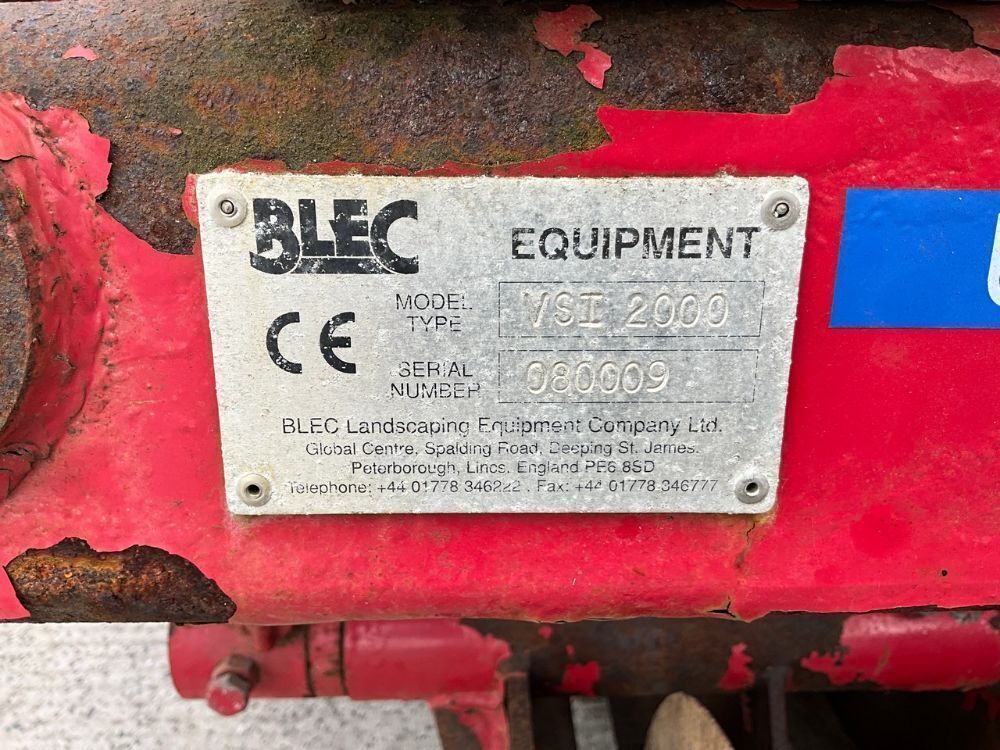 BLEC EQUIPMENT
MODEL TYPE VSI 2000
CE
SERIAL NUMBER 080009
BLEC Landscaping Equipment Company Ltd.
Global Centre, Spalding Road, Deeping St. James.
Peterborough, Lincs. England PE6 8SD
Telephone: +44 01778 346222 . Fax: +44 01778 346777